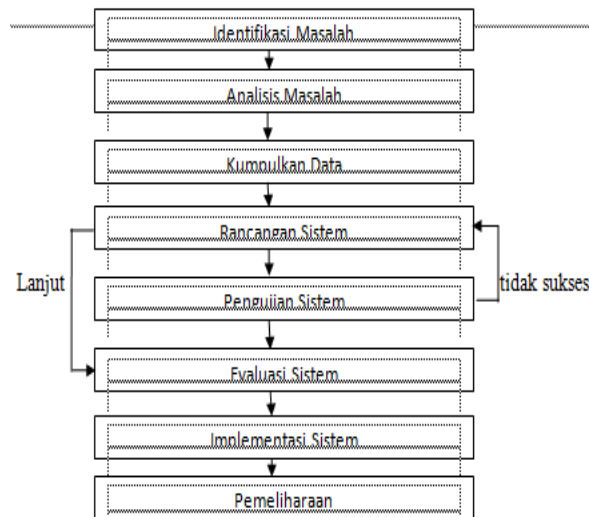 Identifikasi Masalah
Analisis Masalah
Kumpulkan Data
Rancangan Sistem
Lanjut
tidak sukses
Pengujian Sistem
Evaluasi Sistem
Implementasi Sistem
Pemeliharaan